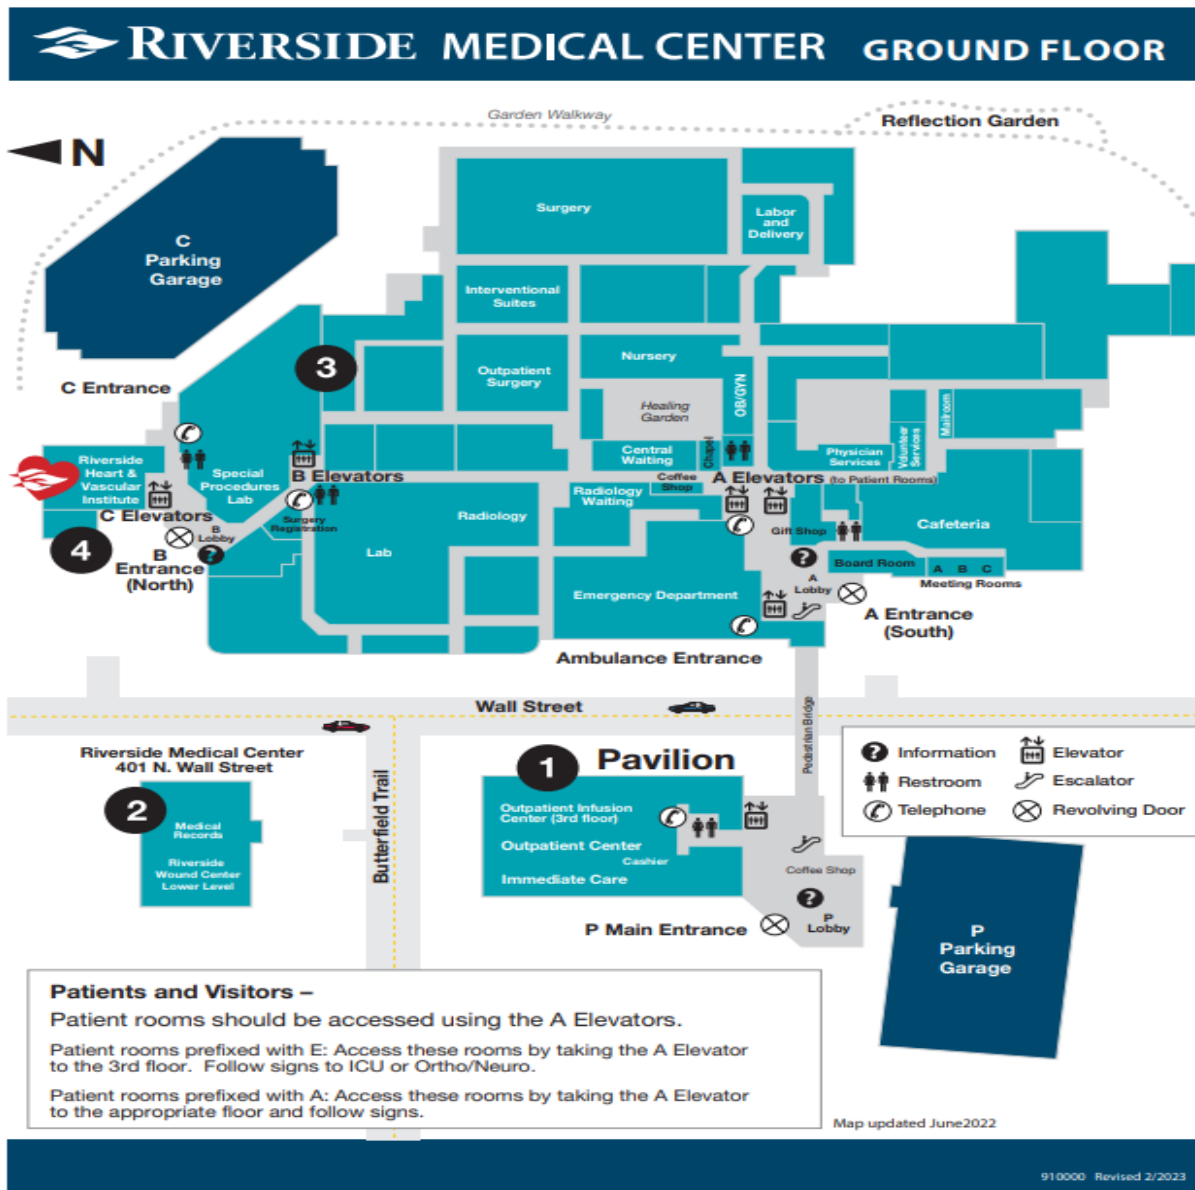 RIVERSIDE MEDICAL CENTER GROUND FLOOR
Garden Walkway
Reflection Garden
N
C
Parking
Garage
Surgery
Labor
and
Delivery
Interventional
Suites
Outpatient
Surgery
Nursery
Healing
Garden
OB/GYN
3
C Entrance
Riverside
Heart &
Vascular
Institute
C Elevators
4
B
Entrance
(North)
Special
Procedures
Lab
B
Lobby
?
B Elevators
Surgery
Registration
Lab
Radiology
Central
Waiting
Chapel
Coffee
Shop
Radiology
Waiting
A Elevators (to Patient Rooms)
Physician
Services
Volunteer
Services
Mailroom
Gift Shop
Cafeteria
?
A
Lobby
Board Room
A B C
Meeting Rooms
Emergency Department
A Entrance
(South)
Ambulance Entrance
Wall Street
Pedestrian Bridge
Butterfield Trail
Riverside Medical Center
401 N. Wall Street
2
Medical
Records
Riverside
Wound Center
Lower Level
1
Pavilion
Outpatient Infusion
Center (3rd floor)
Outpatient Center
Cashier
Immediate Care
Coffee Shop
?
P
Lobby
P Main Entrance
? Information
Elevator
Restroom
Escalator
Telephone
Revolving Door
P
Parking
Garage
Patients and Visitors –
Patient rooms should be accessed using the A Elevators.
Patient rooms prefixed with E: Access these rooms by taking the A Elevator
to the 3rd floor. Follow signs to ICU or Ortho/Neuro.
Patient rooms prefixed with A: Access these rooms by taking the A Elevator
to the appropriate floor and follow signs.
Map updated June2022
910000 Revised 2/2023